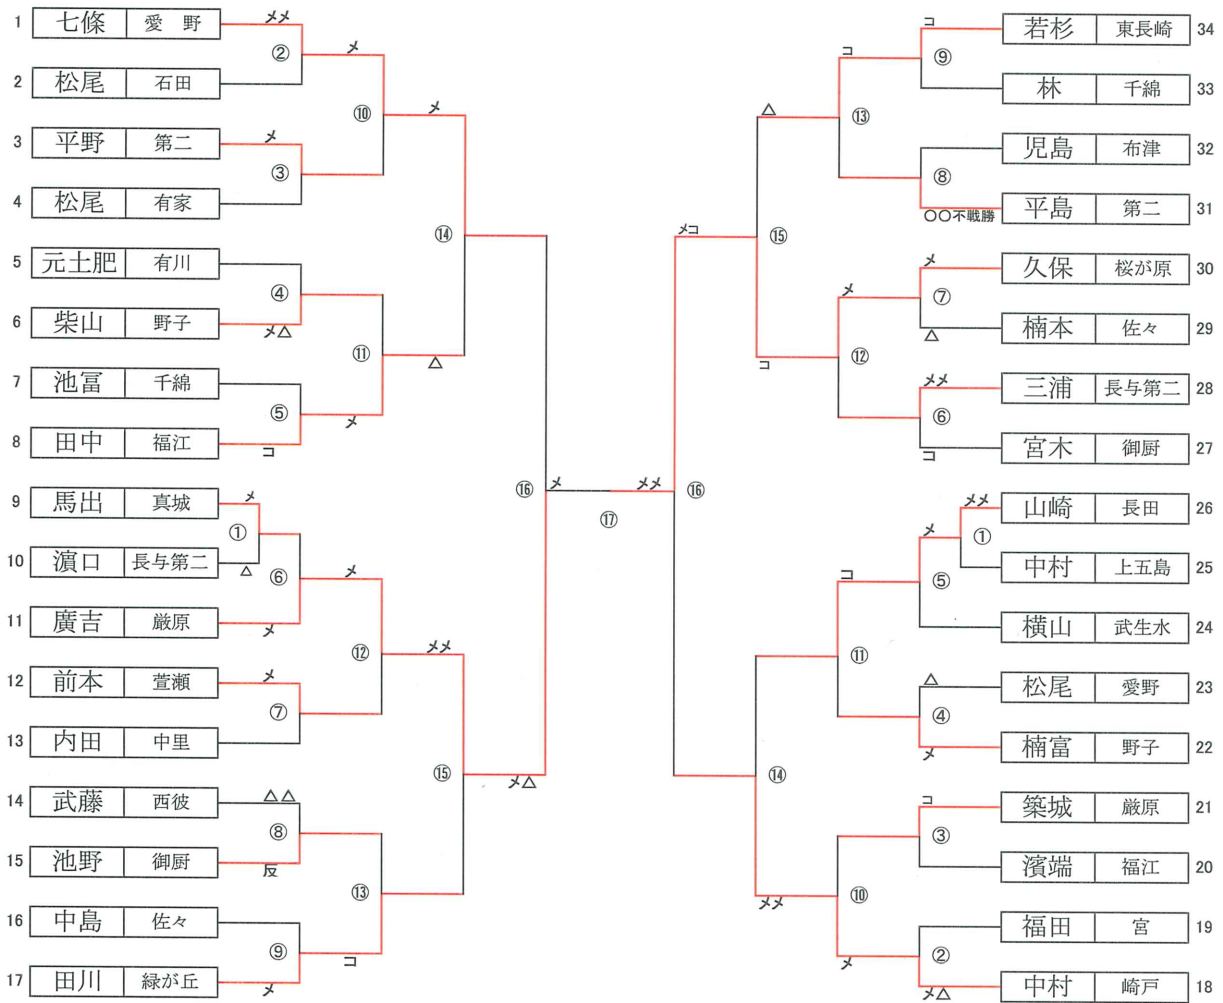 1 七條 愛野 メメ
②
2 松尾 石田
メ
⑩
3 平野 第二 メ
③
4 松尾 有家
メ
⑭
5 元土肥 有川
④
6 柴山 野子 メ△
⑪
△
7 池冨 千綿
⑤
メ
8 田中 福江 コ
9 馬出 真城 メ
①
10 濵口 長与第二 △
⑥
メ
11 廣吉 厳原 メ
⑫
メメ
12 前本 萱瀬 メ
⑦
13 内田 中里
⑮
メ△
14 武藤 西彼 △△
⑧
15 池野 御厨 反
⑬
16 中島 佐々
⑨
コ
17 田川 緑が丘 メ
⑯ メ
⑰
メメ ⑯
コ 若杉 東長崎 34
⑨
コ
林 千綿 33
⑬
△
児島 布津 32
⑧
〇〇不戦勝 平島 第二 31
メコ
⑮
メ 久保 桜が原 30
⑦
メ
△ 楠本 佐々 29
⑫
コ
メメ 三浦 長与第二 28
⑥
コ 宮木 御厨 27
メメ 山崎 長田 26
①
メ
中村 上五島 25
⑤
コ
横山 武生水 24
⑪
△ 松尾 愛野 23
④
メ 楠富 野子 22
⑭
コ 築城 厳原 21
③
濱端 福江 20
⑩
メメ
福田 宮 19
②
メ
メ△ 中村 崎戸 18